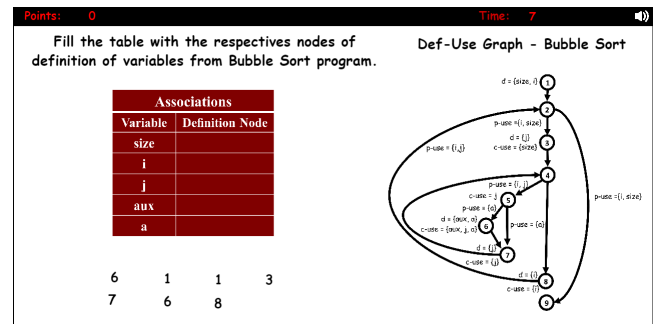 Points: 0
Time: 7
Fill the table with the respectives nodes of
definition of variables from Bubble Sort program.
Associations
Variable Definition Node
size
i
j
aux
a
6 1 1 3
7 6 8
Def-Use Graph - Bubble Sort
d = {size, i}
1
2
p-use ={i, size}
d = {j}
c-use = {size}
3
p-use = {i,j}
4
p-use = {i, j}
c-use = j
5
p-use = {a}
p-use ={i, size}
d = {aux, a}
c-use = {aux, j, a}
6
p-use = {a}
d = {j}
7
c-use = {j}
d = {i}
8
c-use = {i}
9